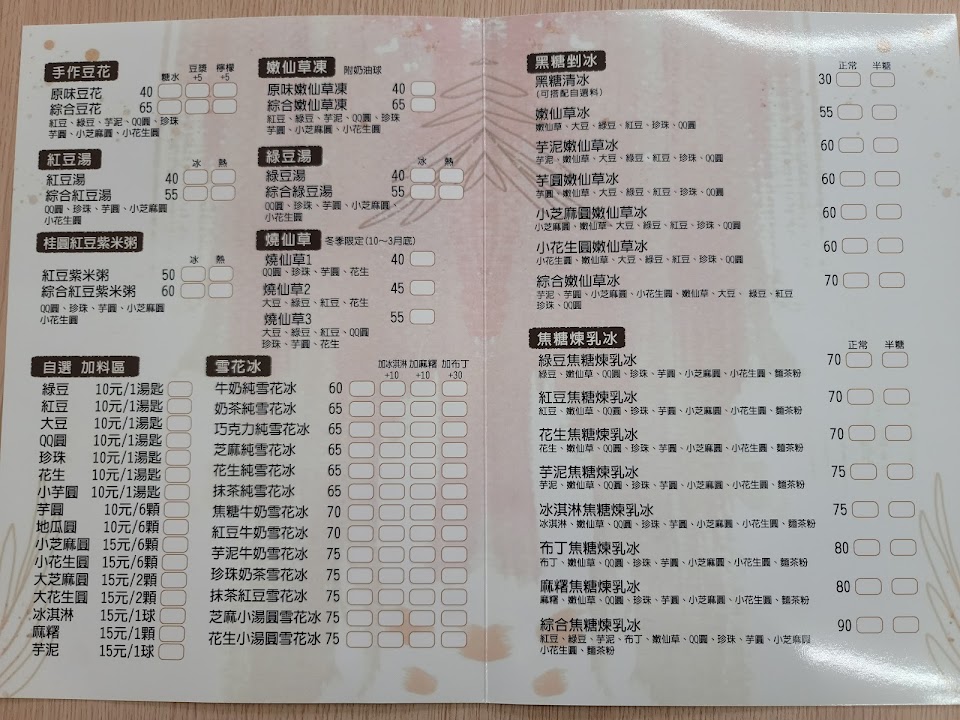 手作豆花
糖水 豆漿+5 檸檬+5
原味豆花 40
綜合豆花 65
紅豆、綠豆、芋泥、QQ圓、珍珠
芋圓、小芝麻圓、小花生圓
紅豆湯
冰 熱
紅豆湯 40
綜合紅豆湯 55
QQ圓、珍珠、芋圓、小芝麻圓
小花生圓
桂圓紅豆紫米粥
冰 熱
紅豆紫米粥 50
綜合紅豆紫米粥 60
QQ圓、珍珠、芋圓、小芝麻圓
小花生圓
嫩仙草凍 附奶油球
原味嫩仙草凍 40
綜合嫩仙草凍 65
紅豆、綠豆、芋泥、QQ圓、珍珠
芋圓、小芝麻圓、小花生圓
綠豆湯
冰 熱
綠豆湯 40
綜合綠豆湯 55
QQ圓、珍珠、芋圓、小芝麻圓、
小花生圓
燒仙草 冬季限定(10~3月底)
燒仙草1 40
QQ圓、珍珠、芋圓、花生
燒仙草2 45
大豆、綠豆、紅豆、花生
燒仙草3 55
大豆、綠豆、紅豆、QQ圓
珍珠、芋圓、花生
自選 加料區
綠豆 10元/1湯匙
紅豆 10元/1湯匙
大豆 10元/1湯匙
QQ圓 10元/1湯匙
珍珠 10元/1湯匙
花生 10元/1湯匙
小芋圓 10元/1湯匙
芋圓 10元/6顆
地瓜圓 10元/6顆
小芝麻圓 15元/6顆
小花生圓 15元/6顆
大芝麻圓 15元/2顆
大花生圓 15元/2顆
冰淇淋 15元/1球
麻糬 15元/1顆
芋泥 15元/1球
雪花冰
加冰淇淋+10 加麻糬+10 加布丁+30
牛奶純雪花冰 60
奶茶純雪花冰 65
巧克力純雪花冰 65
芝麻純雪花冰 65
花生純雪花冰 65
抹茶純雪花冰 65
焦糖牛奶雪花冰 70
紅豆牛奶雪花冰 70
芋泥牛奶雪花冰 75
珍珠奶茶雪花冰 75
抹茶紅豆雪花冰 75
芝麻小湯圓雪花冰 75
花生小湯圓雪花冰 75
黑糖剉冰
正常 半糖
黑糖清冰 30
(可搭配自選料)
嫩仙草冰 55
嫩仙草、大豆、綠豆、紅豆、珍珠、QQ圓
芋泥嫩仙草冰 60
芋泥、嫩仙草、大豆、綠豆、紅豆、珍珠、QQ圓
芋圓嫩仙草冰 60
芋圓、嫩仙草、大豆、綠豆、紅豆、珍珠、QQ圓
小芝麻圓嫩仙草冰 60
小芝麻圓、嫩仙草、大豆、綠豆、紅豆、珍珠、QQ圓
小花生圓嫩仙草冰 60
小花生圓、嫩仙草、大豆、綠豆、紅豆、珍珠、QQ圓
綜合嫩仙草冰 70
芋泥、芋圓、小芝麻圓、小花生圓、嫩仙草、大豆、綠豆、紅豆
珍珠、QQ圓
焦糖煉乳冰
正常 半糖
綠豆焦糖煉乳冰 70
綠豆、嫩仙草、QQ圓、珍珠、芋圓、小芝麻圓、小花生圓、麵茶粉
紅豆焦糖煉乳冰 70
紅豆、嫩仙草、QQ圓、珍珠、芋圓、小芝麻圓、小花生圓、麵茶粉
花生焦糖煉乳冰 70
花生、嫩仙草、QQ圓、珍珠、芋圓、小芝麻圓、小花生圓、麵茶粉
芋泥焦糖煉乳冰 75
芋泥、嫩仙草、QQ圓、珍珠、芋圓、小芝麻圓、小花生圓、麵茶粉
冰淇淋焦糖煉乳冰 75
冰淇淋、嫩仙草、QQ圓、珍珠、芋圓、小芝麻圓、小花生圓、麵茶粉
布丁焦糖煉乳冰 80
布丁、嫩仙草、QQ圓、珍珠、芋圓、小芝麻圓、小花生圓、麵茶粉
麻糬焦糖煉乳冰 80
麻糬、嫩仙草、QQ圓、珍珠、芋圓、小芝麻圓、小花生圓、麵茶粉
綜合焦糖煉乳冰 90
紅豆、綠豆、芋泥、布丁、嫩仙草、QQ圓、珍珠、芋圓、小芝麻圓
小花生圓、麵茶粉